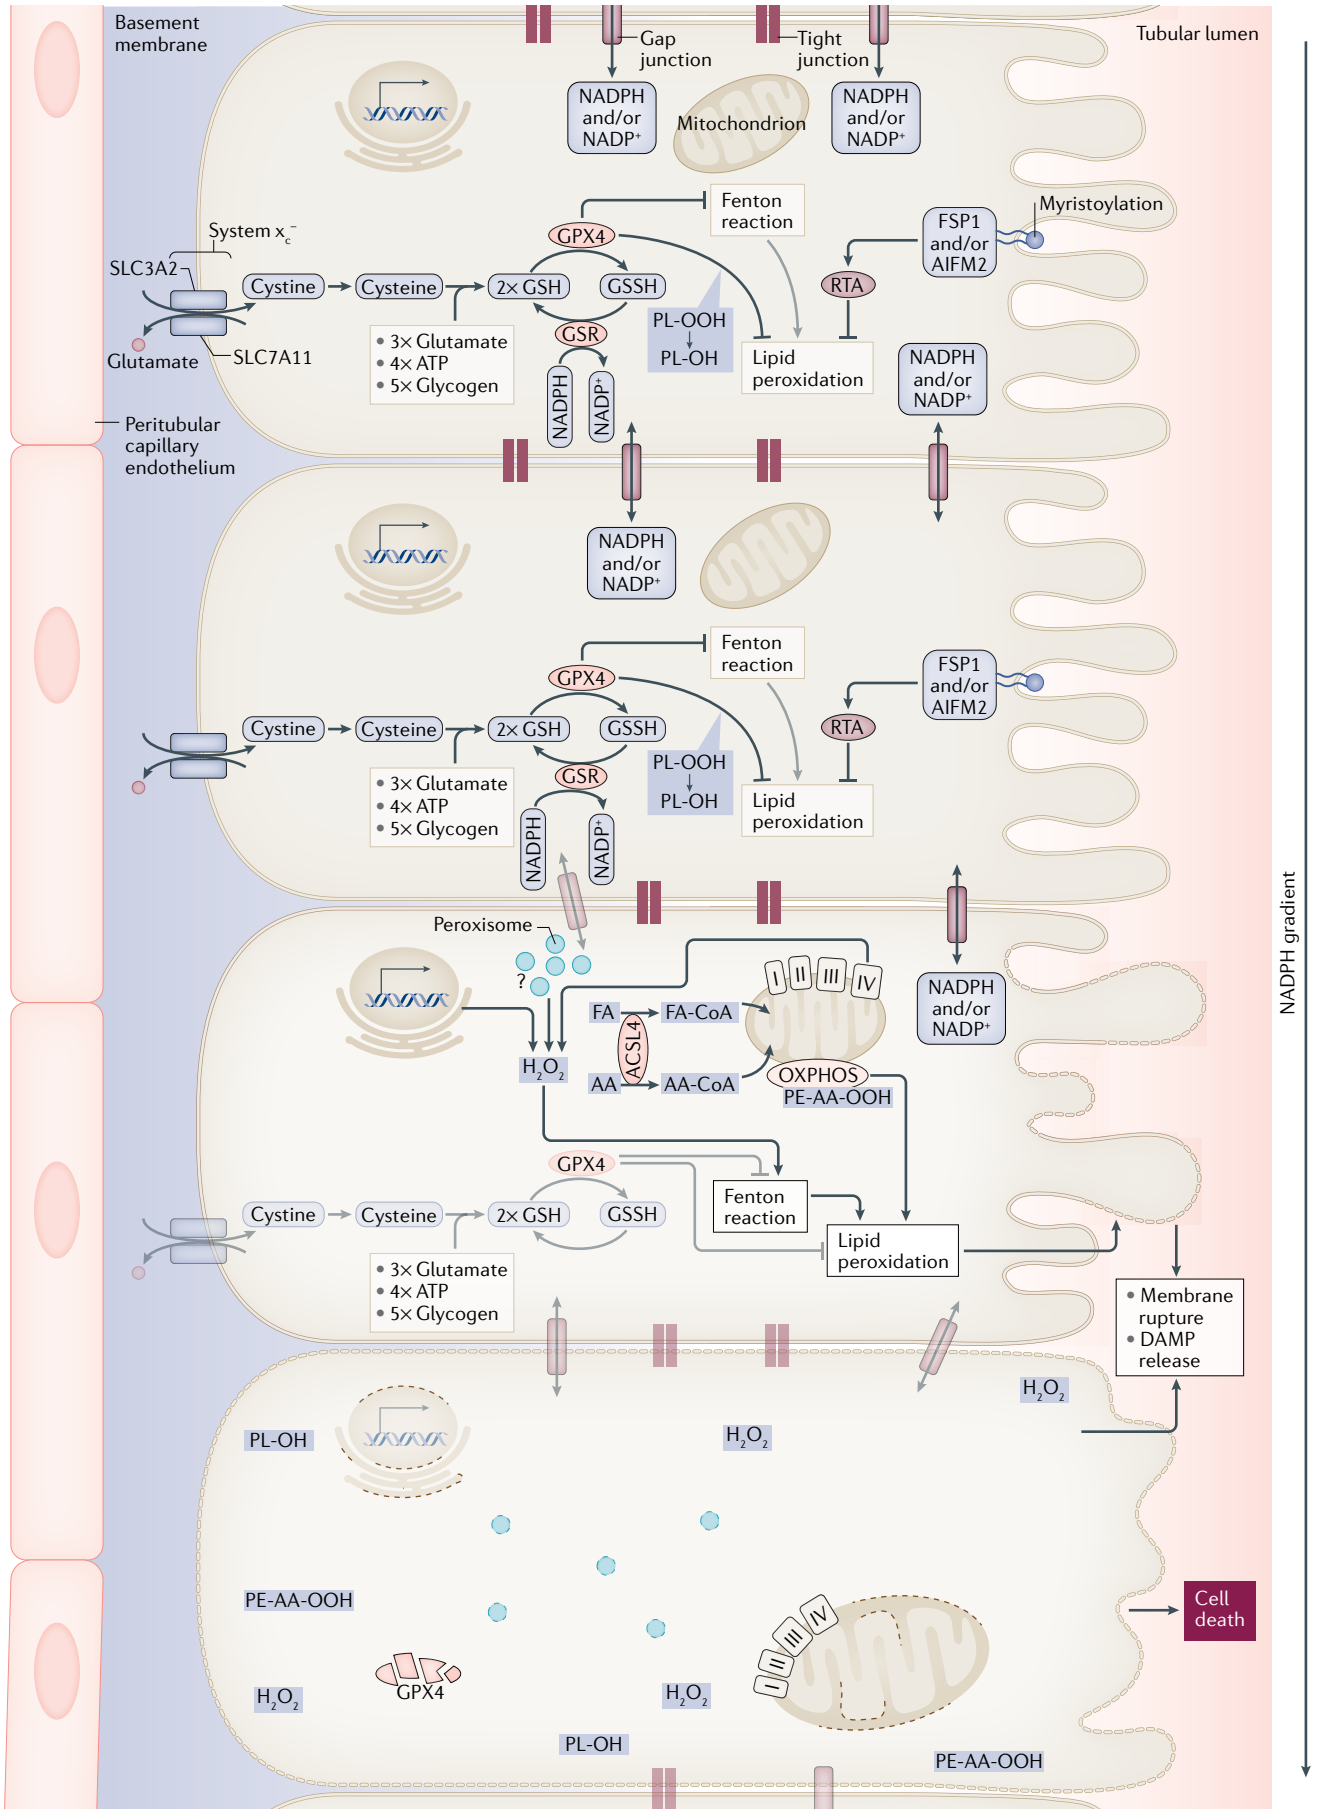 Basement
membrane
Gap
junction
Tight
junction
Tubular lumen
NADPH
and/or
NADP⁺
Mitochondrion
NADPH
and/or
NADP⁺
Fenton
reaction
Myristoylation
System x꜀⁻
GPX4
FSP1
and/or
AIFM2
SLC3A2
Cystine
Cysteine
2× GSH
GSSH
RTA
PL-OOH
PL-OH
Glutamate
SLC7A11
• 3× Glutamate
• 4× ATP
• 5× Glycogen
GSR
NADPH
NADP⁺
Lipid
peroxidation
NADPH
and/or
NADP⁺
Peritubular
capillary
endothelium
NADPH
and/or
NADP⁺
Fenton
reaction
GPX4
FSP1
and/or
AIFM2
Cystine
Cysteine
2× GSH
GSSH
RTA
PL-OOH
PL-OH
• 3× Glutamate
• 4× ATP
• 5× Glycogen
GSR
NADPH
NADP⁺
Lipid
peroxidation
NADPH gradient
Peroxisome
?
I
II
III
IV
FA
FA-CoA
ACSL4
AA
AA-CoA
H₂O₂
OXPHOS
PE-AA-OOH
NADPH
and/or
NADP⁺
GPX4
Fenton
reaction
Cystine
Cysteine
2× GSH
GSSH
Lipid
peroxidation
• 3× Glutamate
• 4× ATP
• 5× Glycogen
• Membrane
rupture
• DAMP
release
H₂O₂
PL-OH
H₂O₂
PE-AA-OOH
Cell
death
I
II
III
IV
GPX4
H₂O₂
H₂O₂
PL-OH
PE-AA-OOH